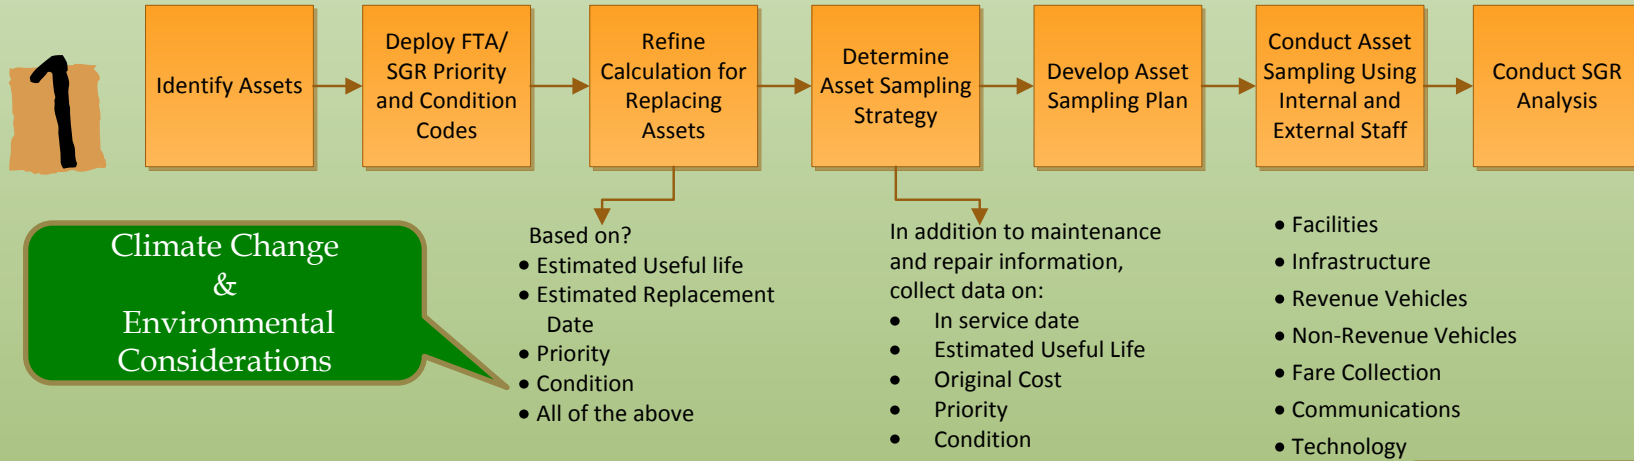 1
Identify Assets
Deploy FTA/
SGR Priority
and Condition
Codes
Refine
Calculation for
Replacing
Assets
Determine
Asset Sampling
Strategy
Develop Asset
Sampling Plan
Conduct Asset
Sampling Using
Internal and
External Staff
Conduct SGR
Analysis
Climate Change
&
Environmental
Considerations
Based on?
• Estimated Useful life
• Estimated Replacement
Date
• Priority
• Condition
• All of the above
In addition to maintenance
and repair information,
collect data on:
• In service date
• Estimated Useful Life
• Original Cost
• Priority
• Condition
• Facilities
• Infrastructure
• Revenue Vehicles
• Non-Revenue Vehicles
• Fare Collection
• Communications
• Technology